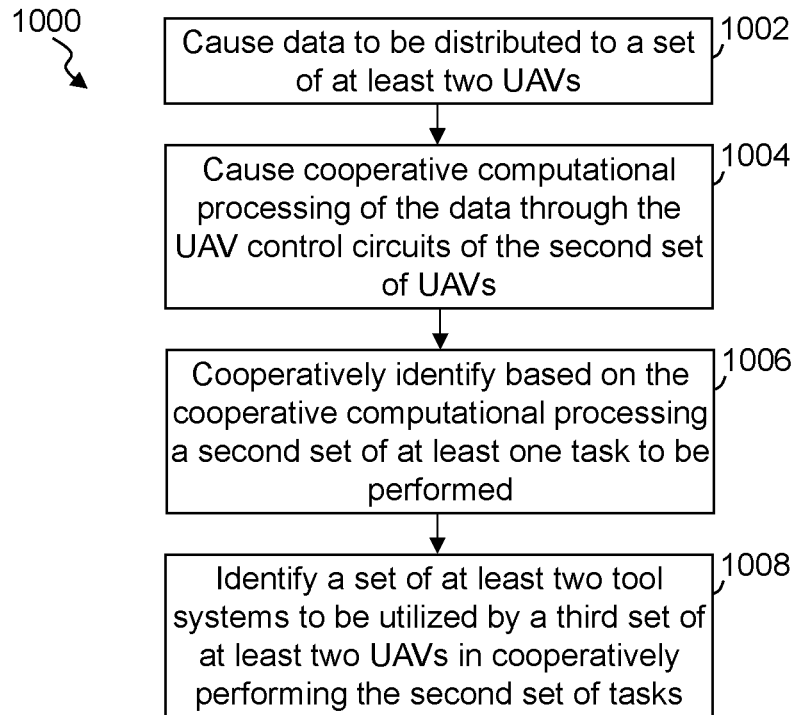 1000
Cause data to be distributed to a set
of at least two UAVs
1002
Cause cooperative computational
processing of the data through the
UAV control circuits of the second set
of UAVs
1004
Cooperatively identify based on the
cooperative computational processing
a second set of at least one task to be
performed
1006
Identify a set of at least two tool
systems to be utilized by a third set of
at least two UAVs in cooperatively
performing the second set of tasks
1008